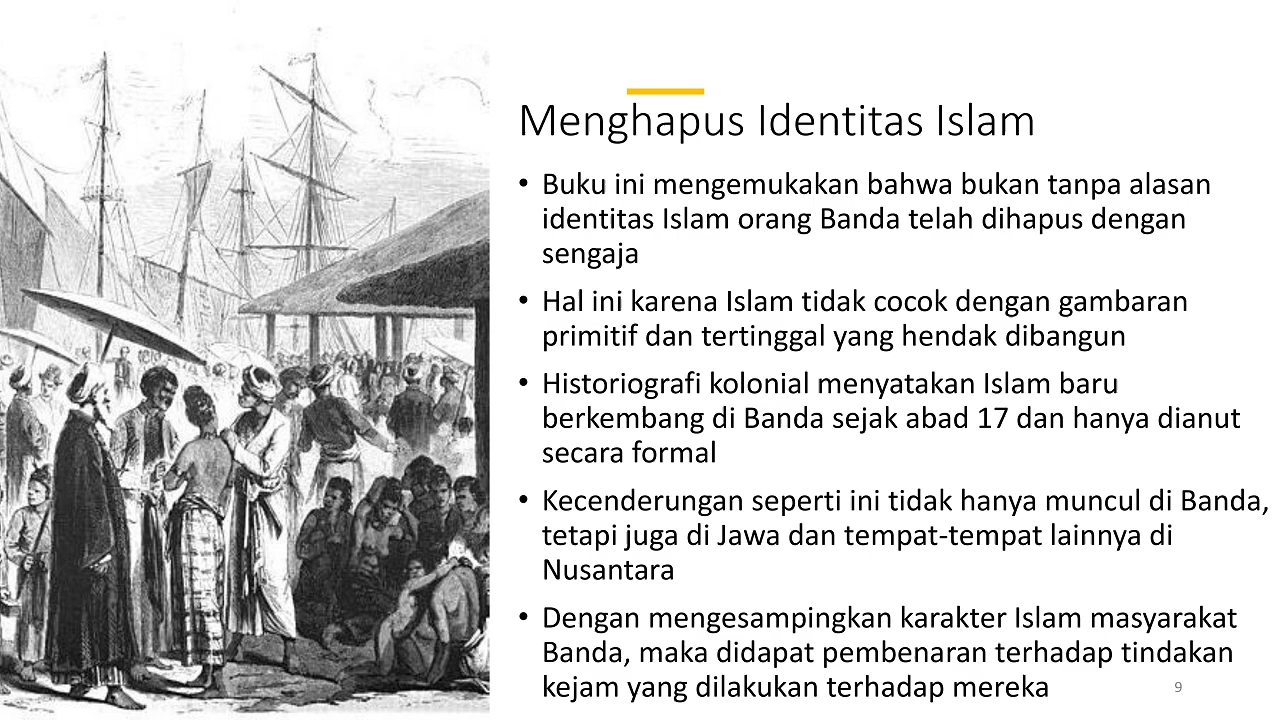 Menghapus Identitas Islam
• Buku ini mengemukakan bahwa bukan tanpa alasan
identitas Islam orang Banda telah dihapus dengan
sengaja
• Hal ini karena Islam tidak cocok dengan gambaran
primitif dan tertinggal yang hendak dibangun
• Historiografi kolonial menyatakan Islam baru
berkembang di Banda sejak abad 17 dan hanya dianut
secara formal
• Kecenderungan seperti ini tidak hanya muncul di Banda,
tetapi juga di Jawa dan tempat-tempat lainnya di
Nusantara
• Dengan mengesampingkan karakter Islam masyarakat
Banda, maka didapat pembenaran terhadap tindakan
kejam yang dilakukan terhadap mereka
9